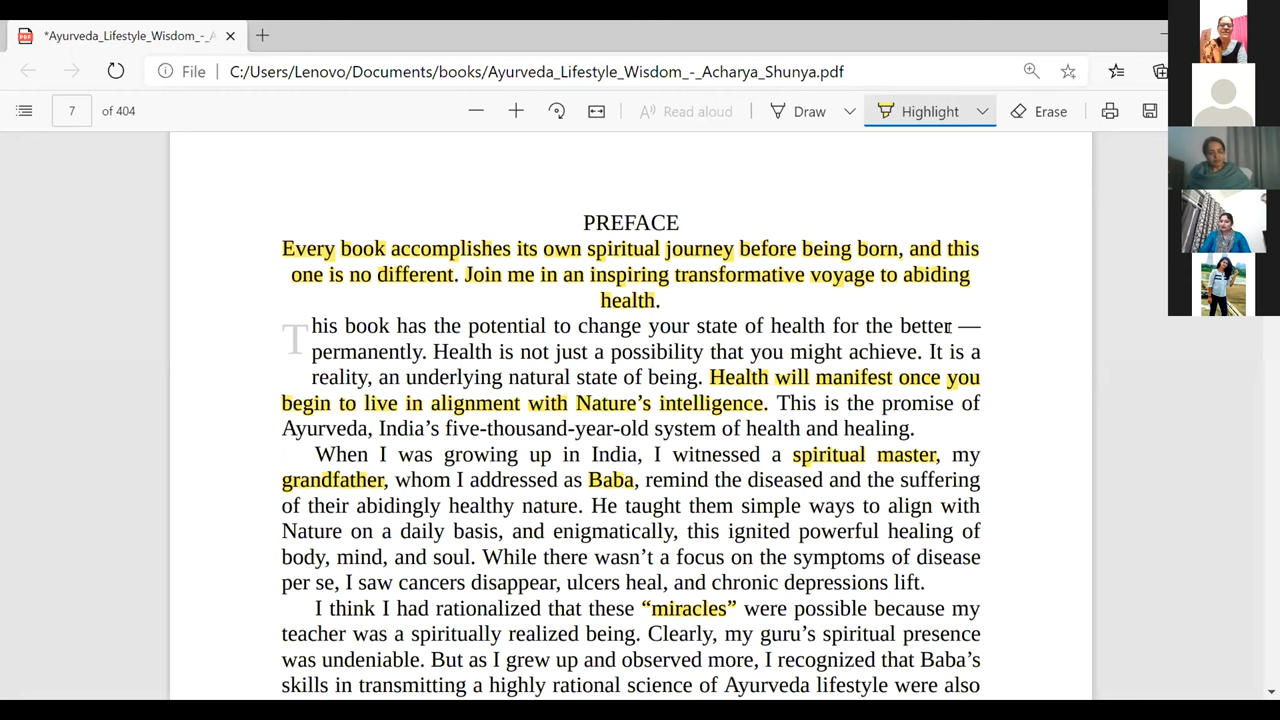 *Ayurveda_Lifestyle_Wisdom_-_A
File
C:/Users/Lenovo/Documents/books/Ayurveda_Lifestyle_Wisdom_-_Acharya_Shunya.pdf
7 of 404
Read aloud
Draw
Highlight
Erase
PREFACE
Every book accomplishes its own spiritual journey before being born, and this
one is no different. Join me in an inspiring transformative voyage to abiding
health.
This book has the potential to change your state of health for the better —
permanently. Health is not just a possibility that you might achieve. It is a
reality, an underlying natural state of being. Health will manifest once you
begin to live in alignment with Nature’s intelligence. This is the promise of
Ayurveda, India’s five-thousand-year-old system of health and healing.
When I was growing up in India, I witnessed a spiritual master, my
grandfather, whom I addressed as Baba, remind the diseased and the suffering
of their abidingly healthy nature. He taught them simple ways to align with
Nature on a daily basis, and enigmatically, this ignited powerful healing of
body, mind, and soul. While there wasn’t a focus on the symptoms of disease
per se, I saw cancers disappear, ulcers heal, and chronic depressions lift.
I think I had rationalized that these “miracles” were possible because my
teacher was a spiritually realized being. Clearly, my guru’s spiritual presence
was undeniable. But as I grew up and observed more, I recognized that Baba’s
skills in transmitting a highly rational science of Ayurveda lifestyle were also